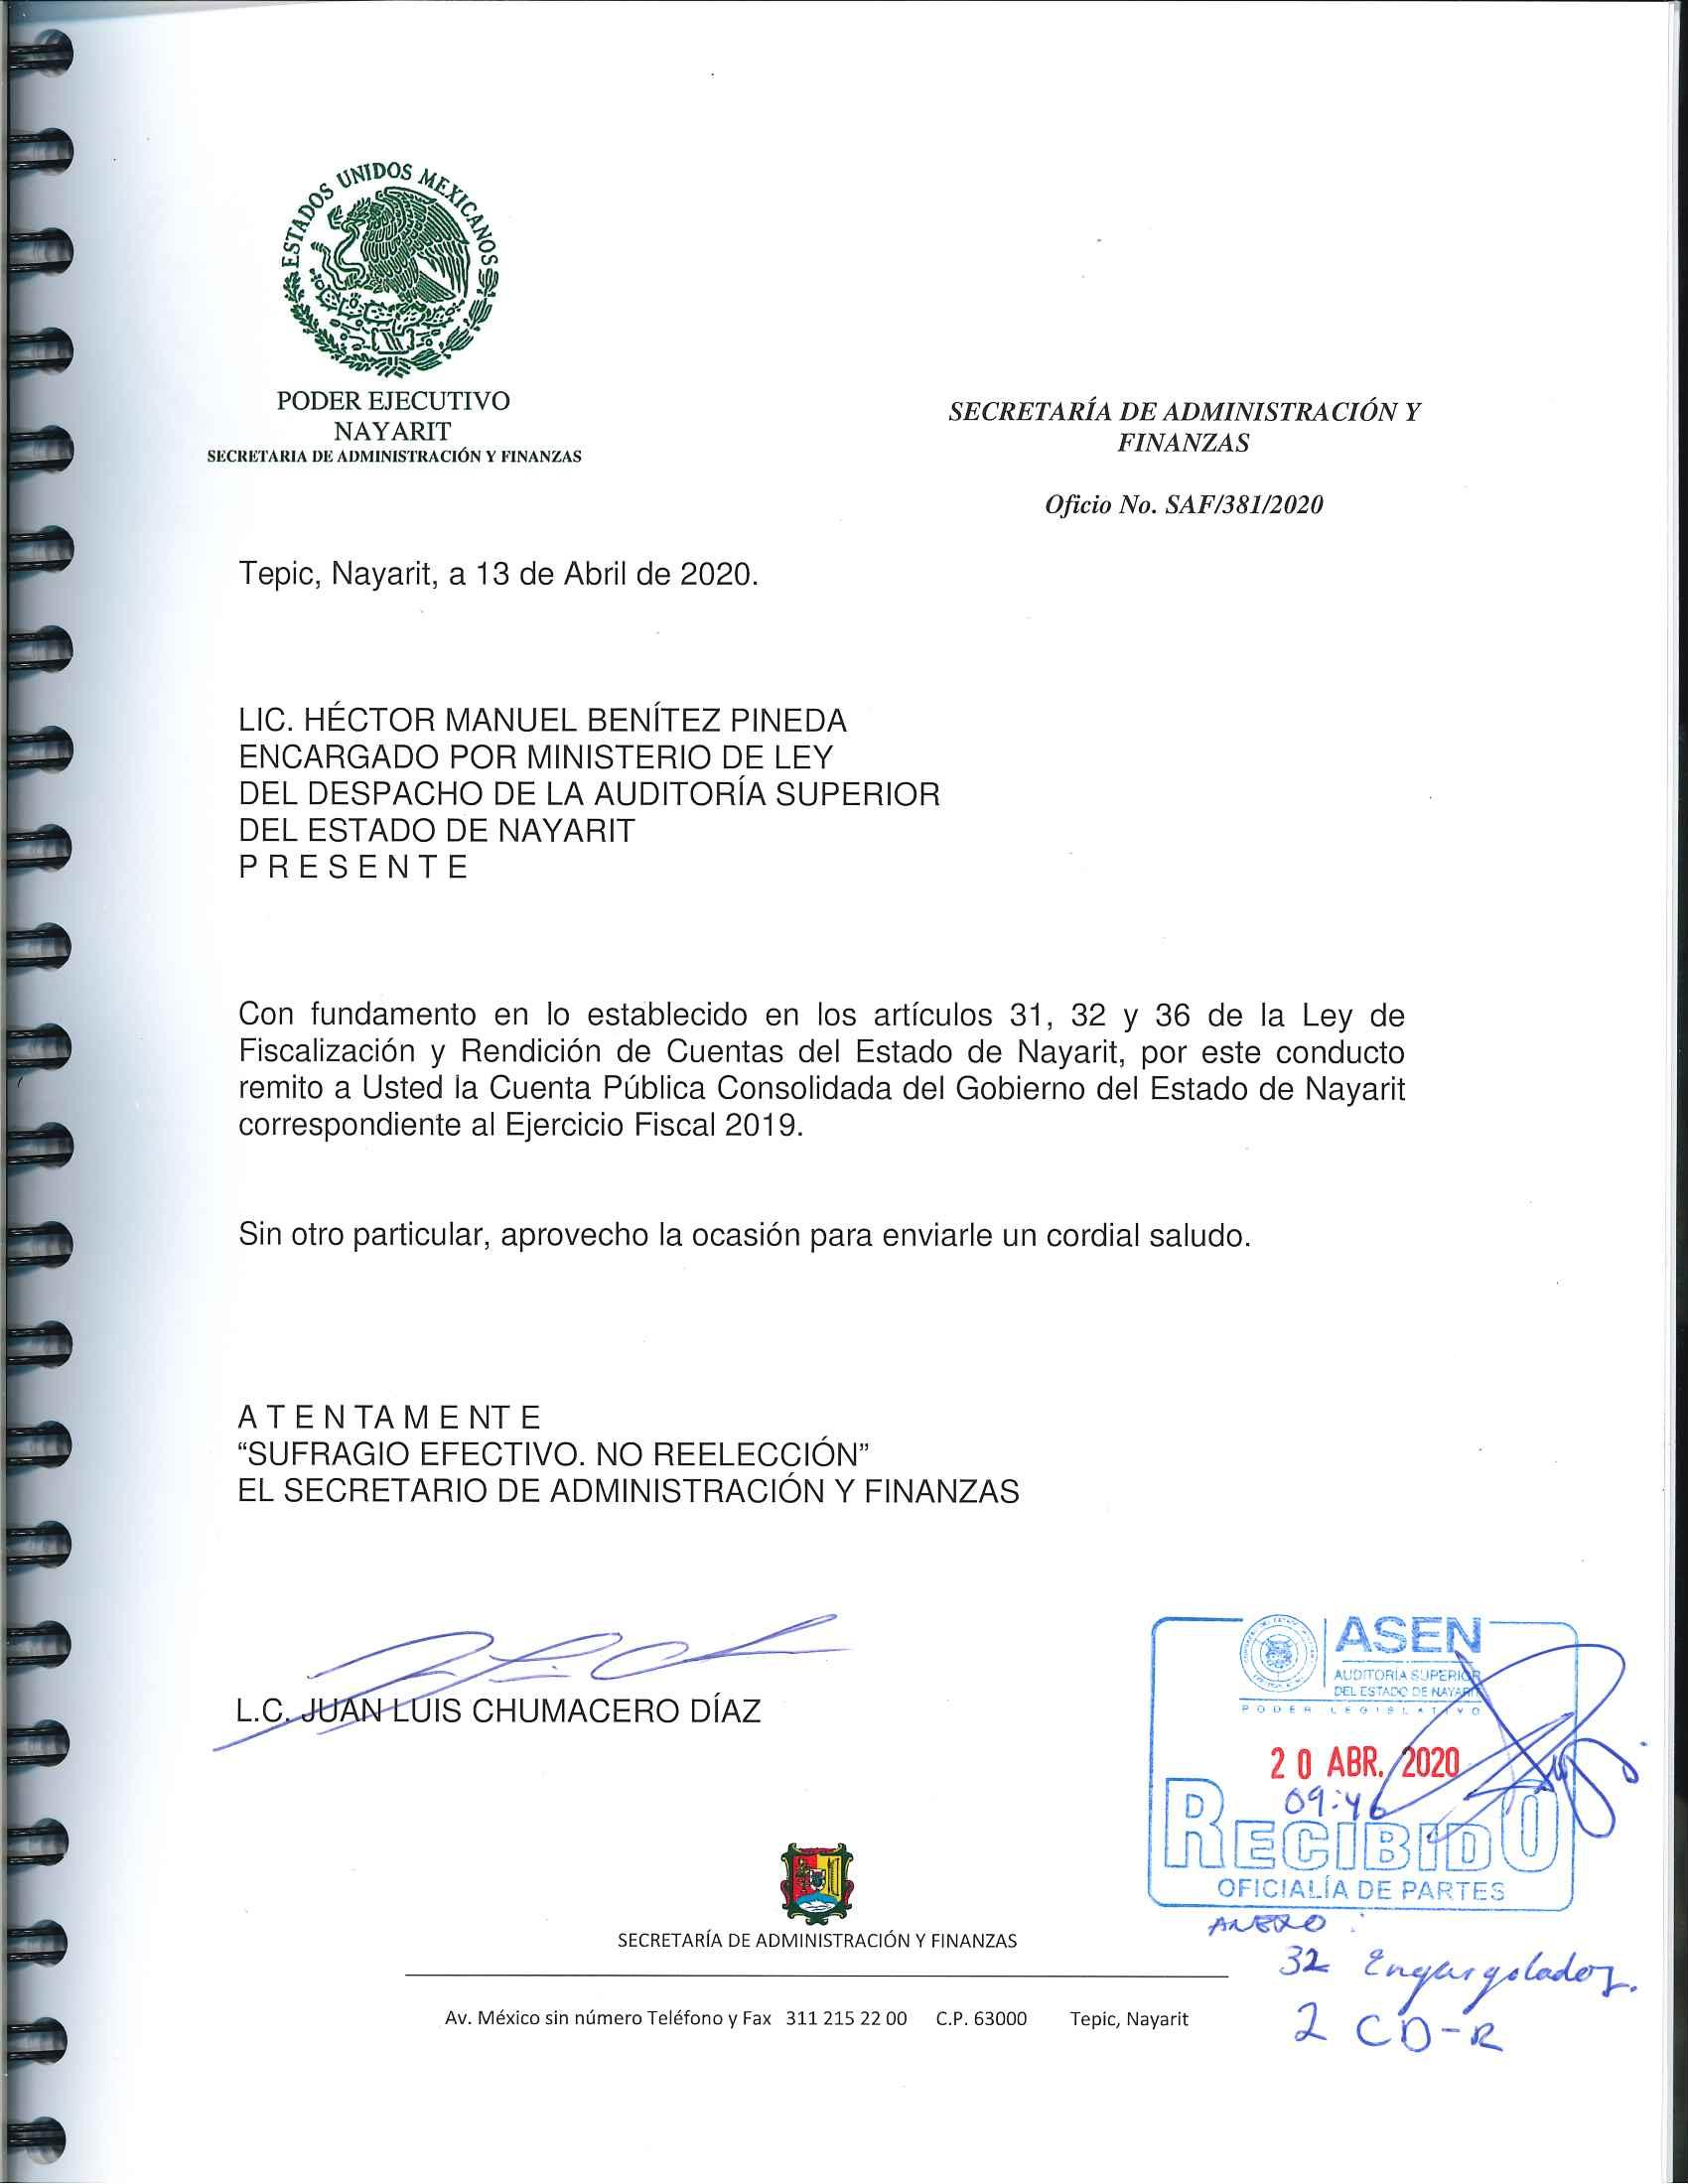 ESTADOS UNIDOS MEXICANOS
PODER EJECUTIVO
NAYARIT
SECRETARIA DE ADMINISTRACIÓN Y FINANZAS
SECRETARÍA DE ADMINISTRACIÓN Y
FINANZAS
Oficio No. SAF/381/2020
Tepic, Nayarit, a 13 de Abril de 2020.
LIC. HÉCTOR MANUEL BENÍTEZ PINEDA
ENCARGADO POR MINISTERIO DE LEY
DEL DESPACHO DE LA AUDITORÍA SUPERIOR
DEL ESTADO DE NAYARIT
P R E S E N T E
Con fundamento en lo establecido en los artículos 31, 32 y 36 de la Ley de
Fiscalización y Rendición de Cuentas del Estado de Nayarit, por este conducto
remito a Usted la Cuenta Pública Consolidada del Gobierno del Estado de Nayarit
correspondiente al Ejercicio Fiscal 2019.
Sin otro particular, aprovecho la ocasión para enviarle un cordial saludo.
A T E N T A M E N T E
“SUFRAGIO EFECTIVO. NO REELECCIÓN”
EL SECRETARIO DE ADMINISTRACIÓN Y FINANZAS
L.C. JUAN LUIS CHUMACERO DÍAZ
ASEN
AUDITORÍA SUPERIOR
DEL ESTADO DE NAYARIT
PODER LEGISLATIVO
20 ABR. 2020
09:46
RECIBIDO
OFICIALÍA DE PARTES
Anexo:
32 Engargolados.
2 CD-R
SECRETARÍA DE ADMINISTRACIÓN Y FINANZAS
Av. México sin número Teléfono y Fax 311 215 22 00 C.P. 63000 Tepic, Nayarit